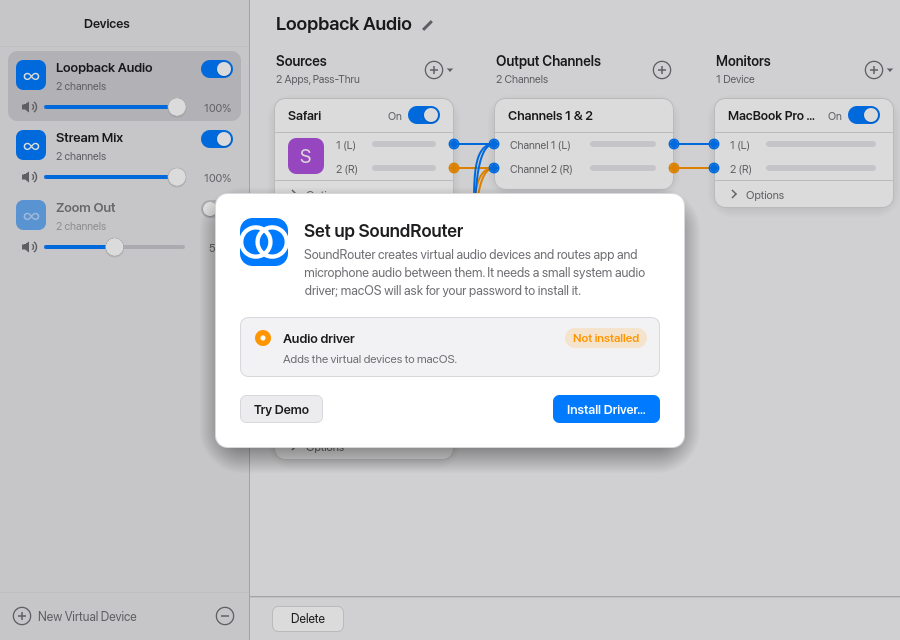 Devices
Loopback Audio
2 channels
100%
Stream Mix
2 channels
100%
Zoom Out
2 channels
New Virtual Device
Loopback Audio
Sources
2 Apps, Pass-Thru
Output Channels
2 Channels
Monitors
1 Device
Safari
On
S
1 (L)
2 (R)
Channels 1 & 2
Channel 1 (L)
Channel 2 (R)
MacBook Pro ...
On
1 (L)
2 (R)
Options
Set up SoundRouter
SoundRouter creates virtual audio devices and routes app and
microphone audio between them. It needs a small system audio
driver; macOS will ask for your password to install it.
Audio driver
Not installed
Adds the virtual devices to macOS.
Try Demo
Install Driver...
Options
Delete